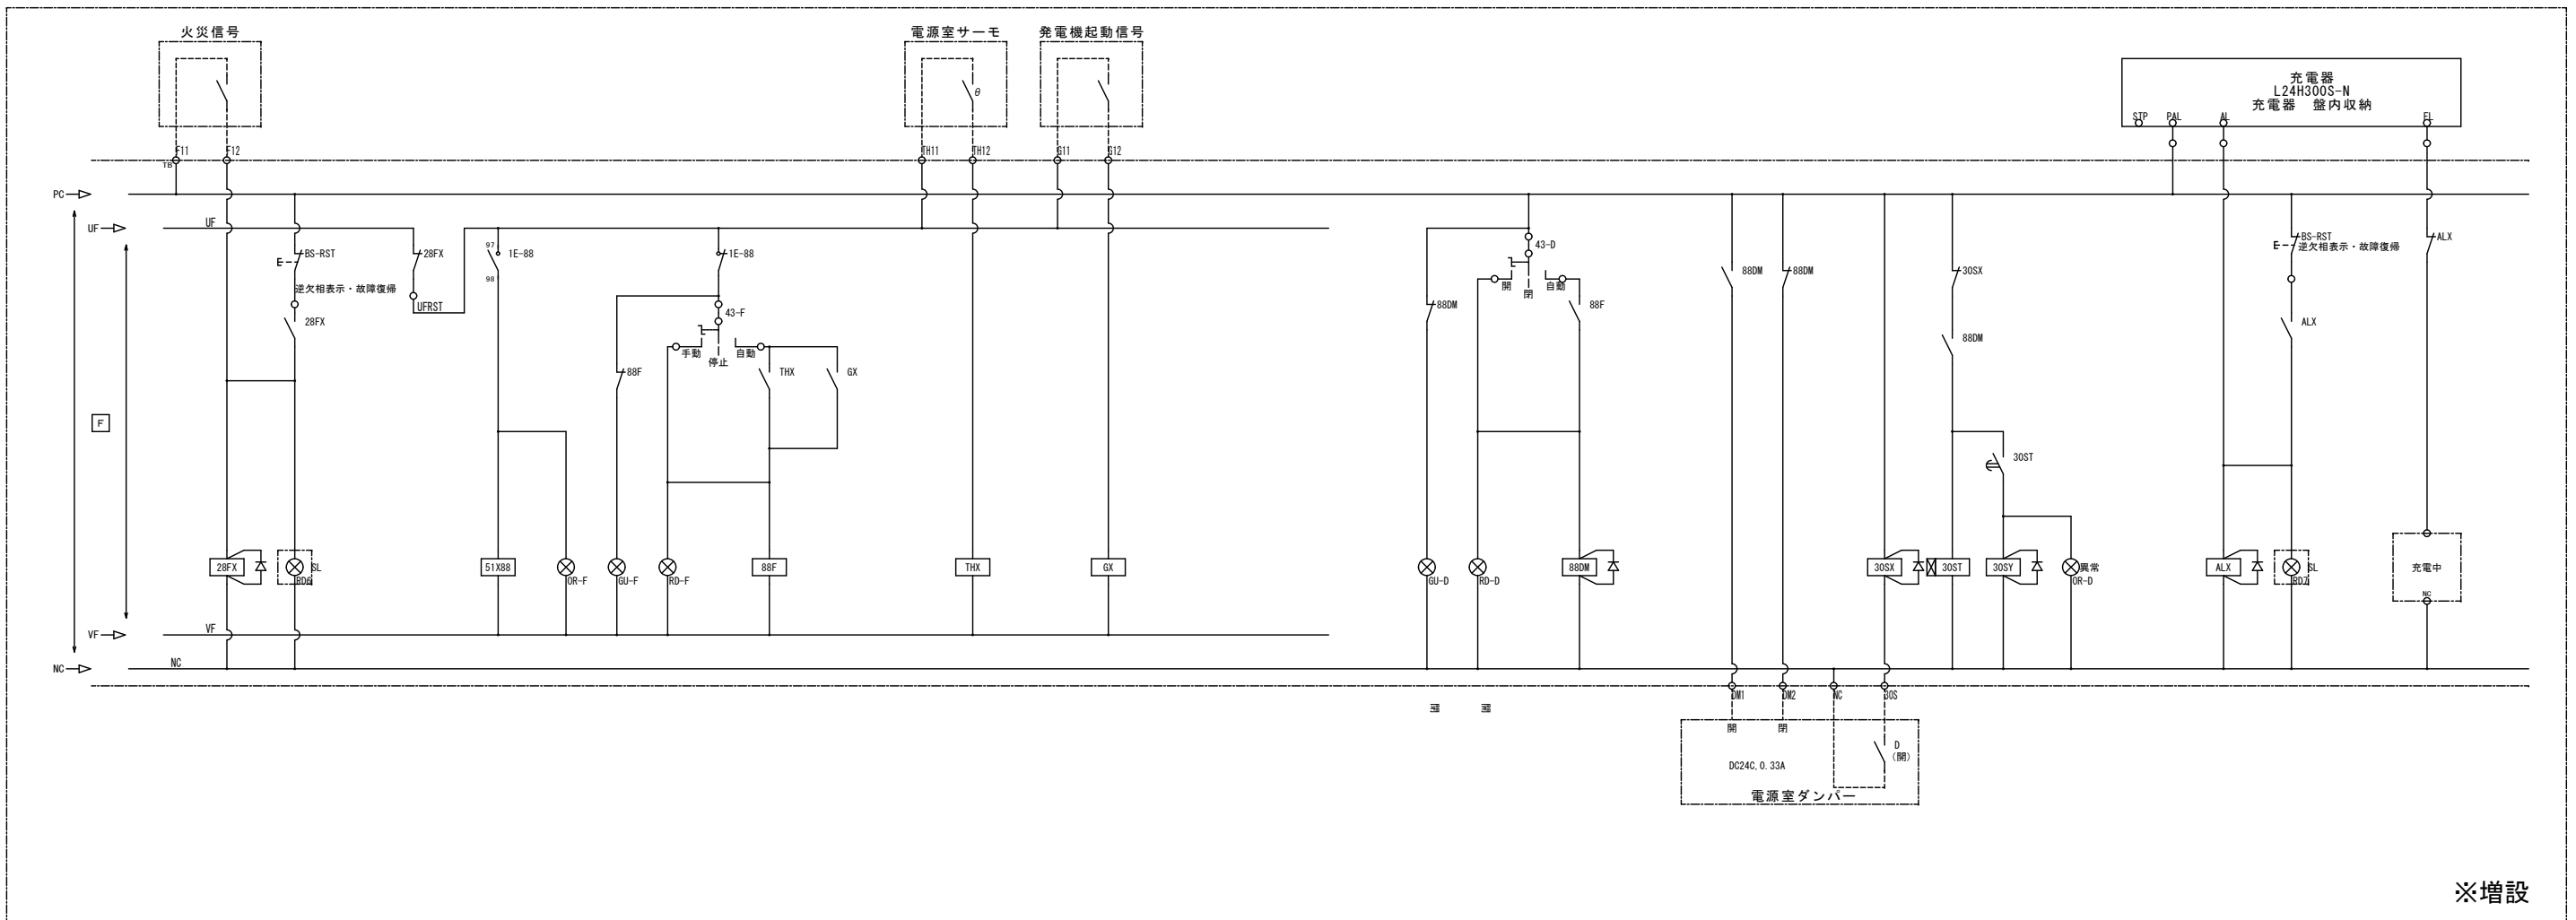 火災信号
電源室サーモ
発電機起動信号
充電器
L24H300S-N
充電器 盤内収納
θ
STP
PAL
AL
FL
TB
F11
F12
TH11
TH12
G11
G12
PC
UF
UF
BS-RST
逆欠相表示・故障復帰
28FX
28FX
UFRST
97
98
1E-88
1E-88
43-F
手動
停止
自動
88F
THX
GX
43-D
開
閉
自動
88DM
88F
88DM
88DM
30SX
88DM
30ST
BS-RST
逆欠相表示・故障復帰
ALX
ALX
F
28FX
SL
RD6
51X88
OR-F
GU-F
RD-F
88F
THX
GX
GU-D
RD-D
88DM
30SX
30ST
30SY
異常
OR-D
ALX
SL
RD7
充電中
NC
VF
VF
NC
NC
DM1
DM2
NC
30S
開
閉
D
(開)
DC24C,0.33A
電源室ダンパー
※増設